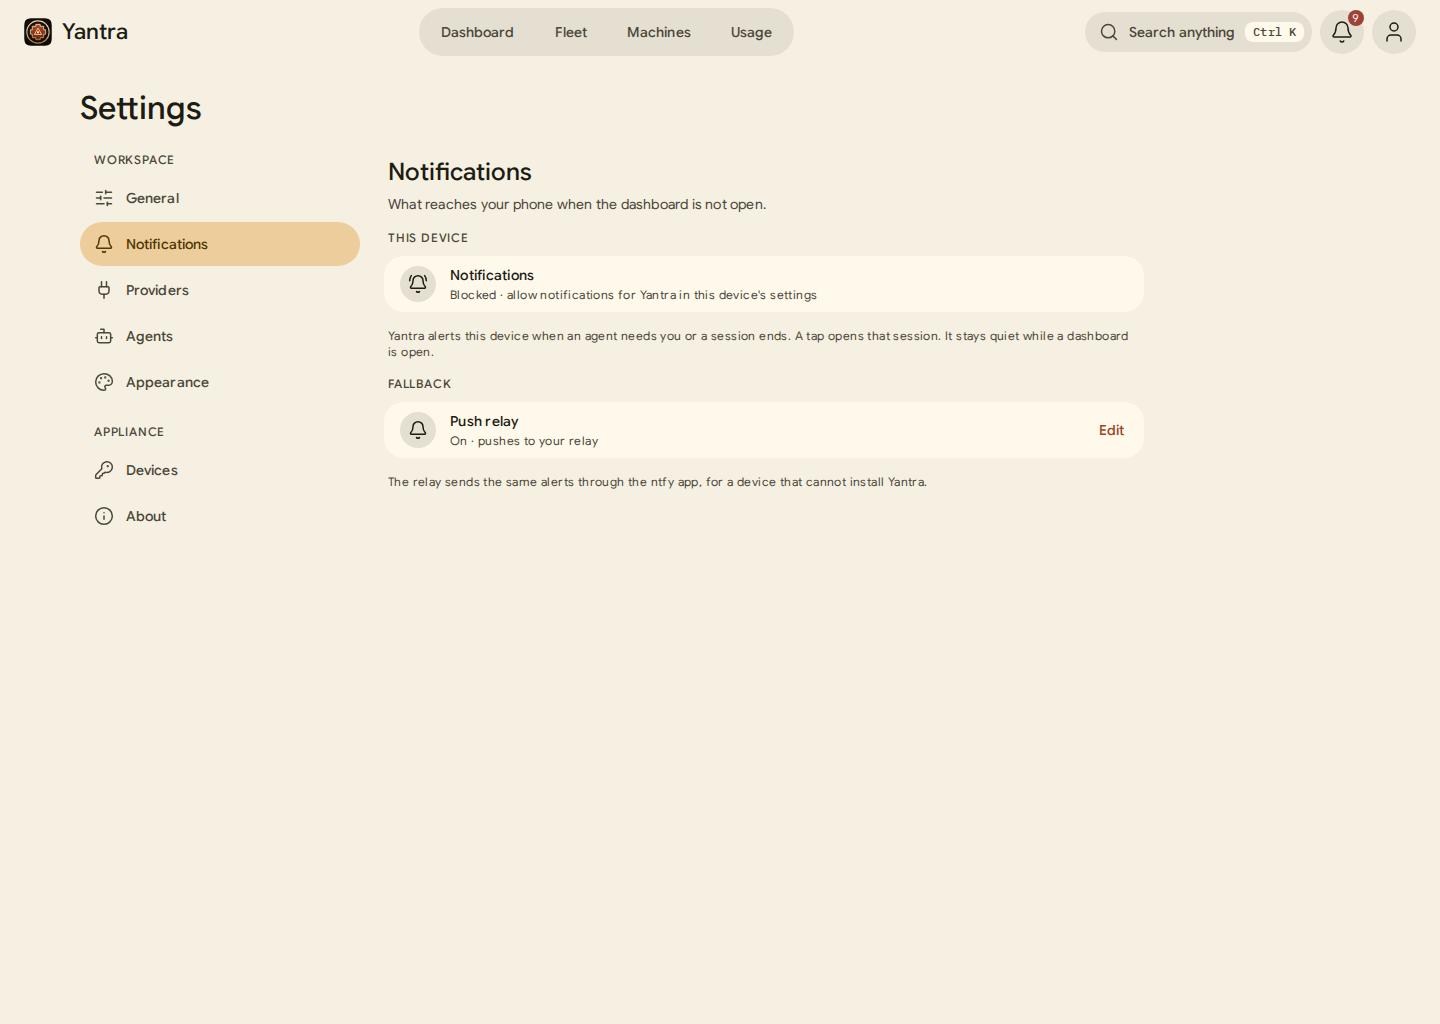 Yantra
Dashboard Fleet Machines Usage
Search anything Ctrl K
9
Settings
WORKSPACE
General
Notifications
Providers
Agents
Appearance
APPLIANCE
Devices
About
Notifications
What reaches your phone when the dashboard is not open.
THIS DEVICE
Notifications
Blocked · allow notifications for Yantra in this device's settings
Yantra alerts this device when an agent needs you or a session ends. A tap opens that session. It stays quiet while a dashboard
is open.
FALLBACK
Push relay
On · pushes to your relay
Edit
The relay sends the same alerts through the ntfy app, for a device that cannot install Yantra.